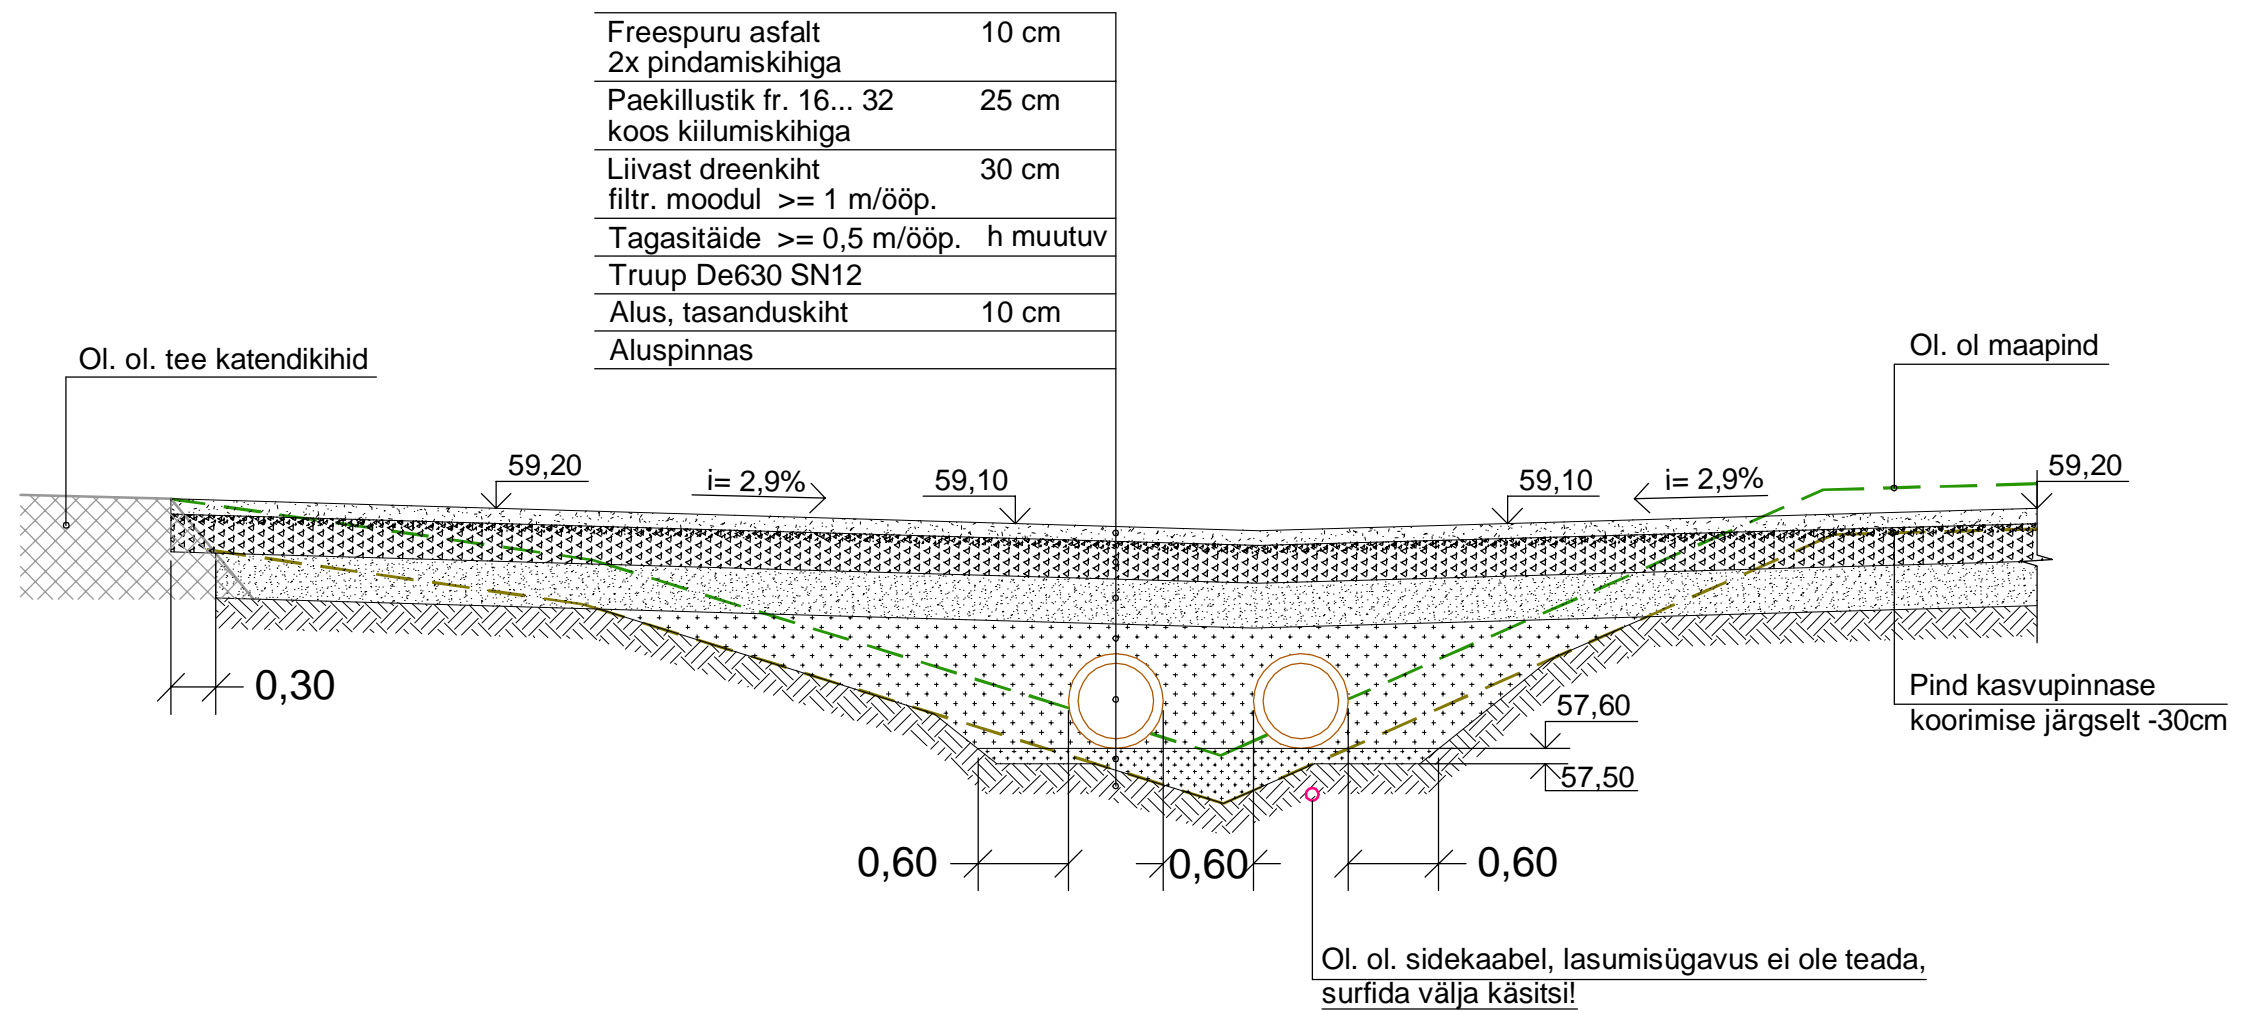 Freespuru asfalt 10 cm
2x pindamiskihiga
Paekillustik fr. 16... 32 25 cm
koos kiilumiskihiga
Liivast dreenkiht 30 cm
filtr. moodul >= 1 m/ööp.
Tagasitäide >= 0,5 m/ööp. h muutuv
Truup De630 SN12
Alus, tasanduskiht 10 cm
Aluspinnas
Ol. ol. tee katendikihid
Ol. ol maapind
59,20
i= 2,9%
59,10
59,10
i= 2,9%
59,20
0,30
Pind kasvupinnase
koorimise järgselt -30cm
57,60
57,50
0,60
0,60
0,60
Ol. ol. sidekaabel, lasumisügavus ei ole teada,
surfida välja käsitsi!